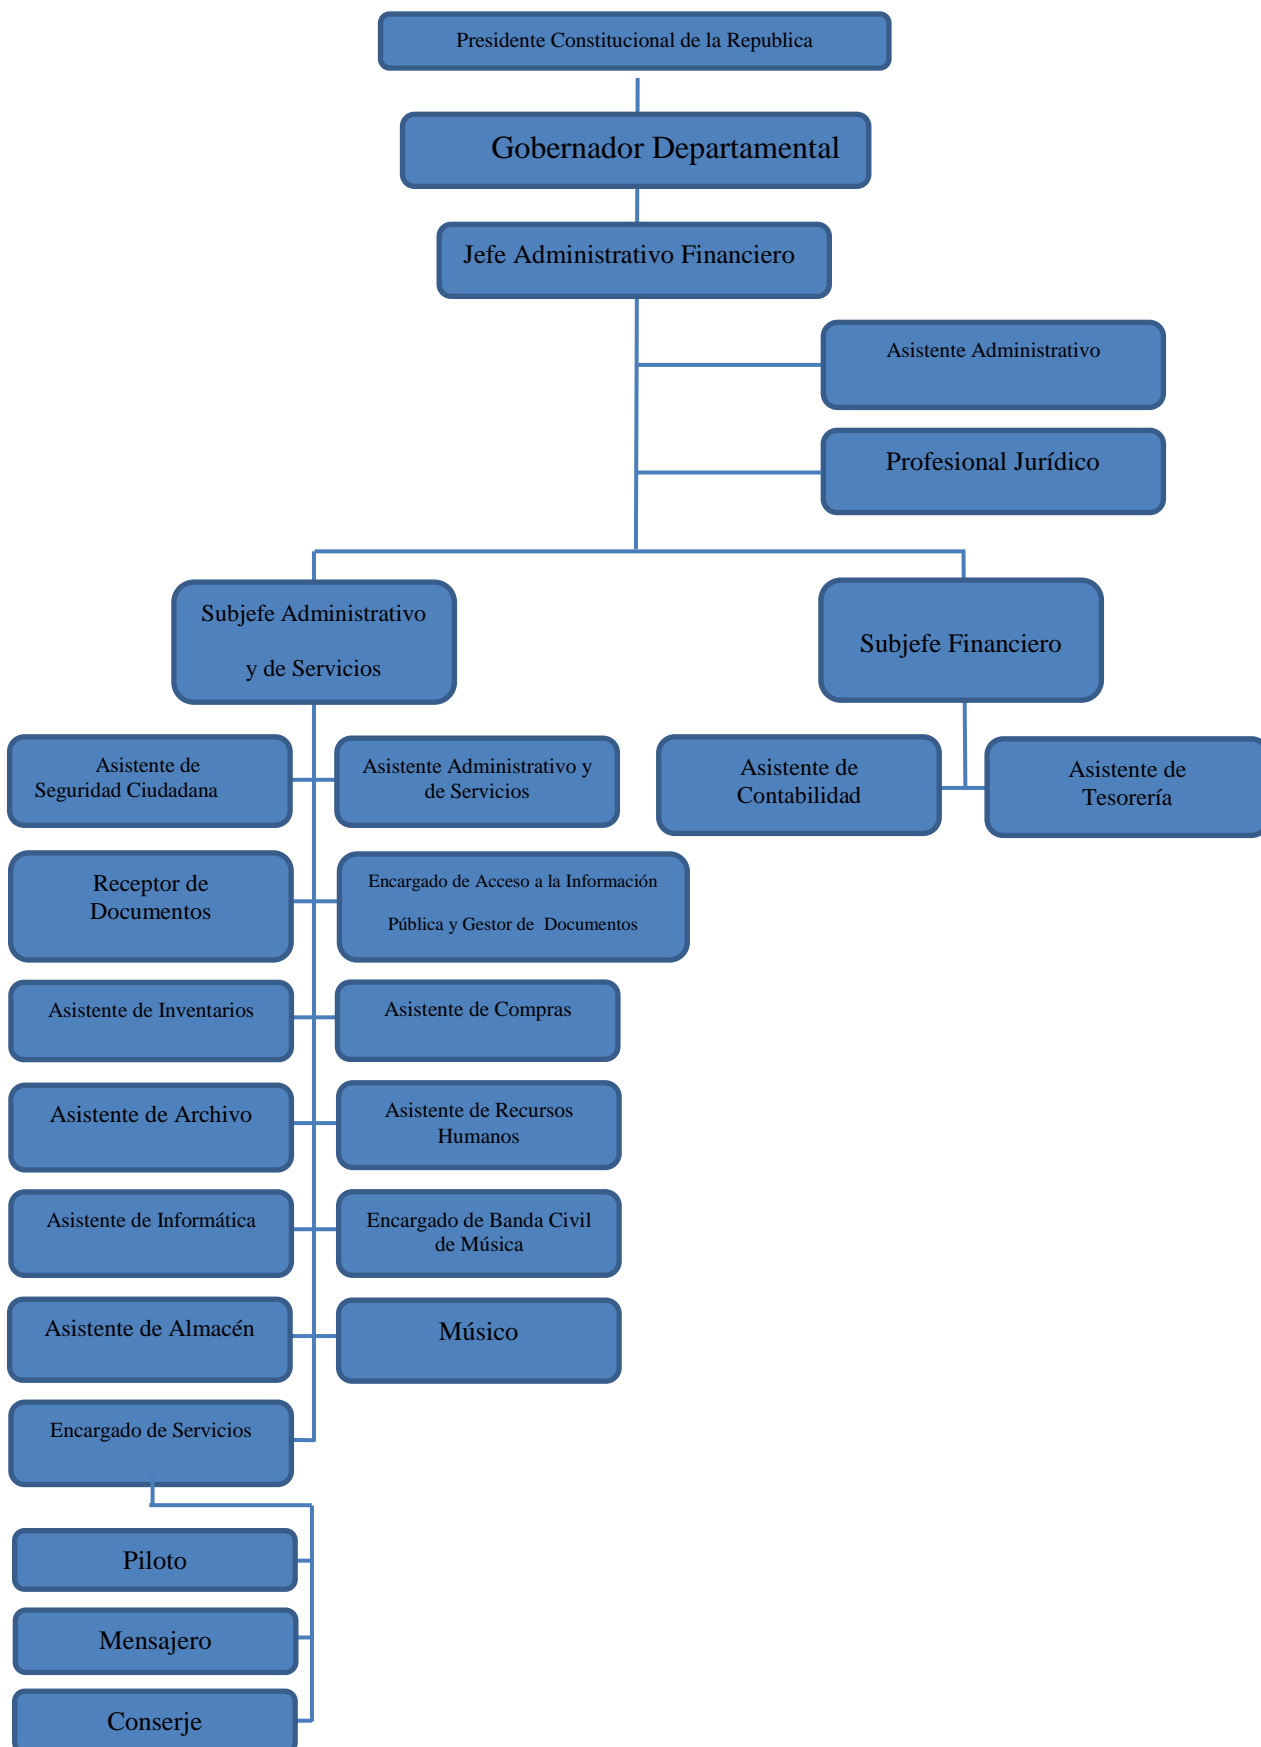 Presidente Constitucional de la Republica
Gobernador Departamental
Jefe Administrativo Financiero
Asistente Administrativo
Profesional Jurídico
Subjefe Administrativo
y de Servicios
Subjefe Financiero
Asistente de
Seguridad Ciudadana
Asistente Administrativo y
de Servicios
Asistente de
Contabilidad
Asistente de
Tesorería
Receptor de
Documentos
Encargado de Acceso a la Información
Pública y Gestor de Documentos
Asistente de Inventarios
Asistente de Compras
Asistente de Archivo
Asistente de Recursos
Humanos
Asistente de Informática
Encargado de Banda Civil
de Música
Asistente de Almacén
Músico
Encargado de Servicios
Piloto
Mensajero
Conserje